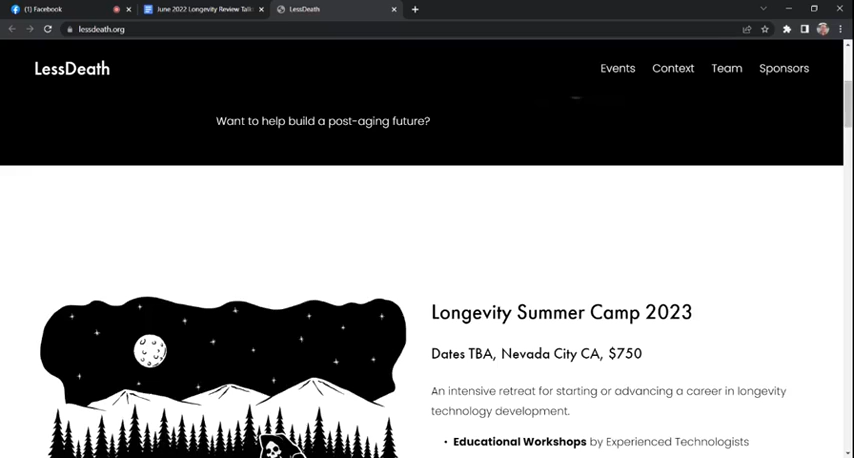 (1) Facebook
June 2022 Longevity Review Talk
LessDeath
lessdeath.org
LessDeath
Events Context Team Sponsors
Want to help build a post-aging future?
Longevity Summer Camp 2023
Dates TBA, Nevada City CA, $750
An intensive retreat for starting or advancing a career in longevity
technology development.
• Educational Workshops by Experienced Technologists